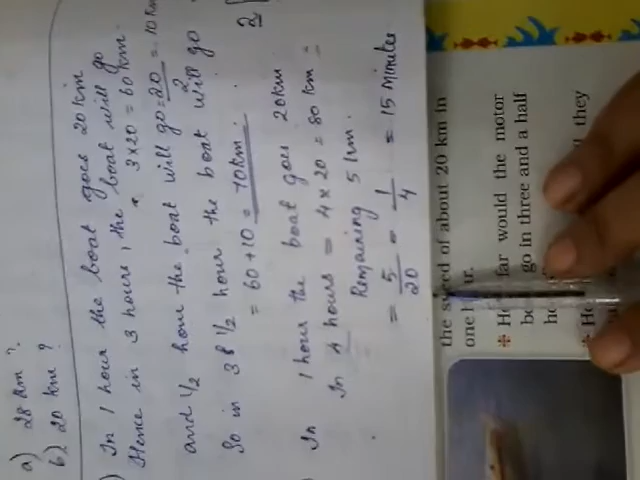 a) 28 km ?
b) 20 km ?
) In 1 hour the boat goes 20 km
Hence in 3 hours, the boat will go
3 x 20 = 60 km.
and 1/2 hour the boat will go = 20/2 = 10 km
So in 3 & 1/2 hour the boat will go
= 60 + 10 = 70 km.
2
) In 1 hour the boat goes 20 km
In 4 hours = 4 x 20 = 80 km =
Remaining 5 km.
= 5/20 = 1/4 = 15 minutes
the speed of about 20 km in
one hour.
far would the motor
go in three and a half
they